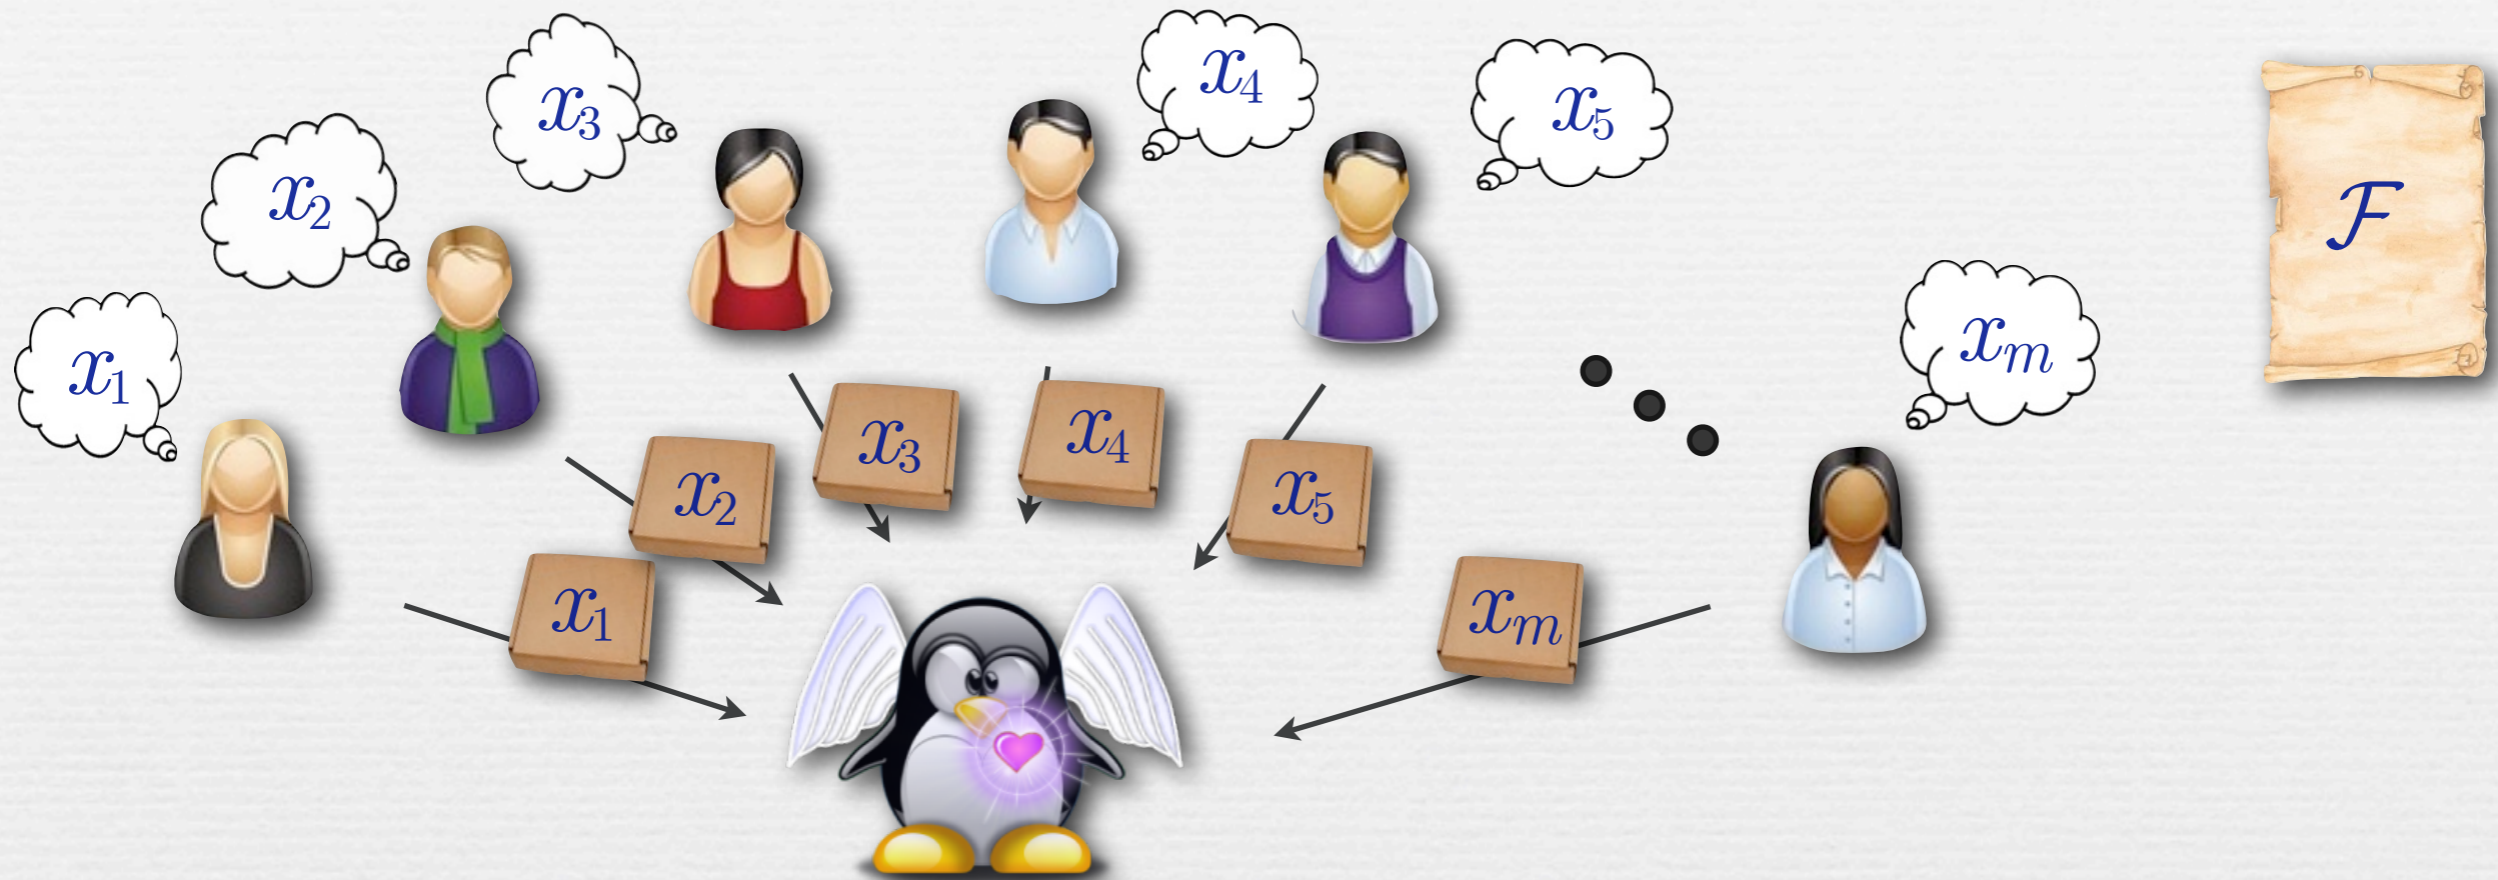 x₁
x₂
x₃
x₄
x₅
xₘ
ℱ
x₁
x₂
x₃
x₄
x₅
xₘ